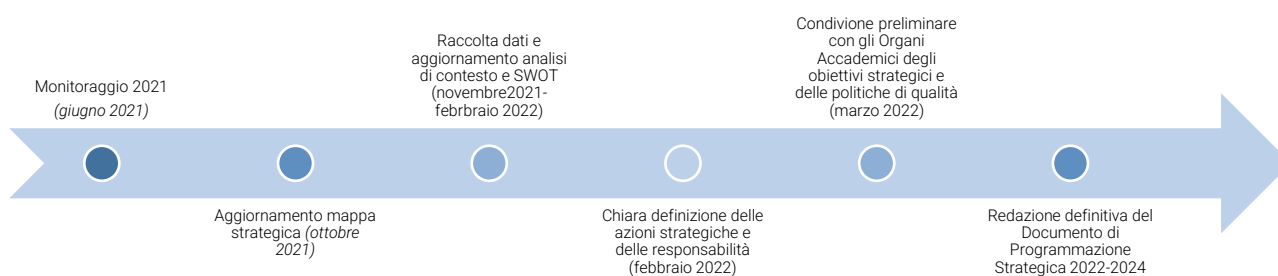 Monitoraggio 2021
(giugno 2021)
Aggiornamento mappa
strategica (ottobre
2021)
Raccolta dati e
aggiornamento analisi
di contesto e SWOT
(novembre2021-
febrbraio 2022)
Chiara definizione delle
azioni strategiche e
delle responsabilità
(febbraio 2022)
Condivione preliminare
con gli Organi
Accademici degli
obiettivi strategici e
delle politiche di qualità
(marzo 2022)
Redazione definitiva del
Documento di
Programmazione
Strategica 2022-2024